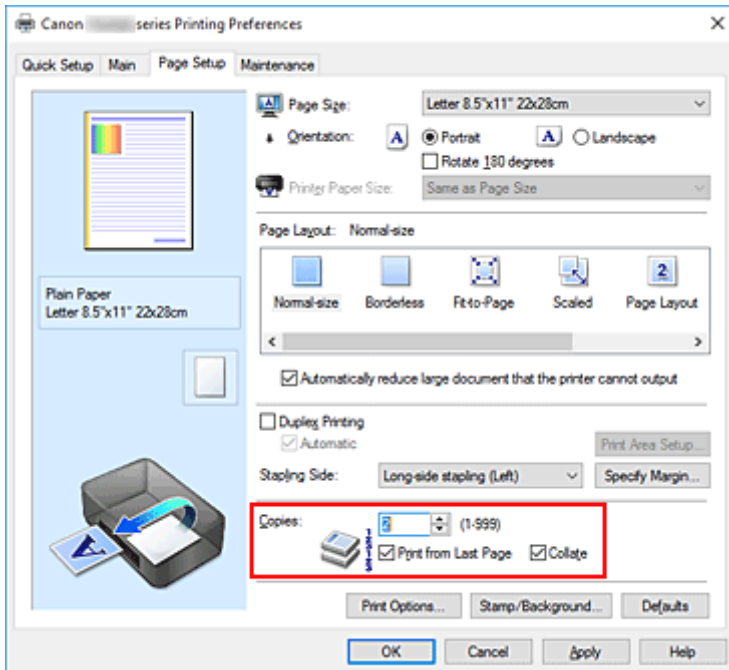 Canon series Printing Preferences
Quick Setup Main Page Setup Maintenance
Page Size: Letter 8.5"x11" 22x28cm
Orientation: A Portrait A Landscape
Rotate 180 degrees
Printer Paper Size: Same as Page Size
Page Layout: Normal-size
2
Normal-size Borderless Fit-to-Page Scaled Page Layout
Plain Paper
Letter 8.5"x11" 22x28cm
Automatically reduce large document that the printer cannot output
Duplex Printing
Automatic Print Area Setup...
Stapling Side: Long-side stapling (Left) Specify Margin...
Copies: 2 (1-999)
Print from Last Page Collate
A
Print Options... Stamp/Background... Defaults
OK Cancel Apply Help